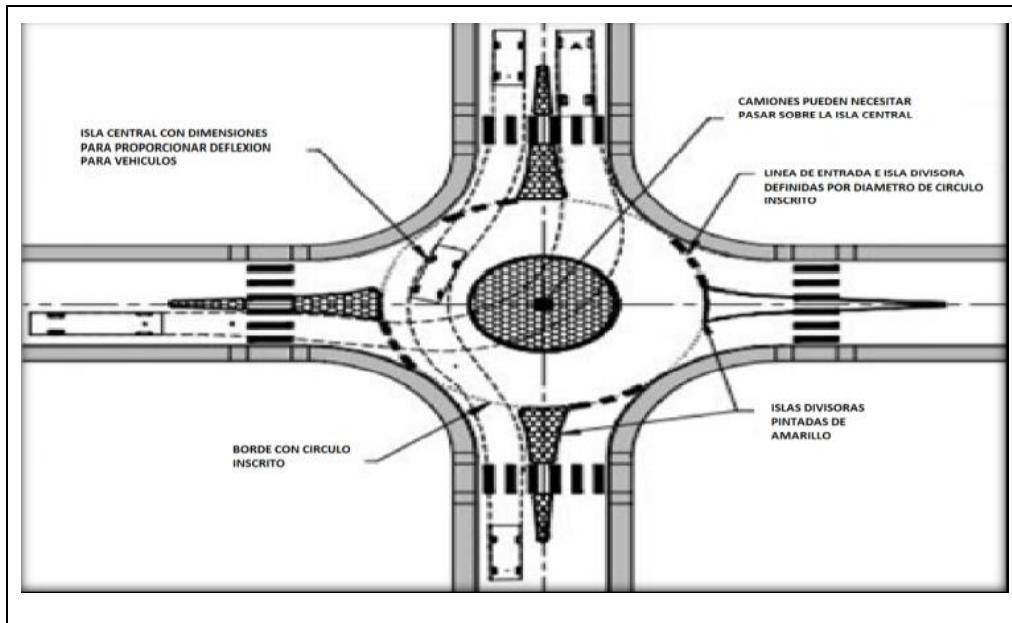 CAMIONES PUEDEN NECESITAR
PASAR SOBRE LA ISLA CENTRAL
ISLA CENTRAL CON DIMENSIONES
PARA PROPORCIONAR DEFLEXION
PARA VEHICULOS
LINEA DE ENTRADA E ISLA DIVISORA
DEFINIDAS POR DIAMETRO DE CIRCULO
INSCRITO
ISLAS DIVISORAS
PINTADAS DE
AMARILLO
BORDE CON CIRCULO
INSCRITO